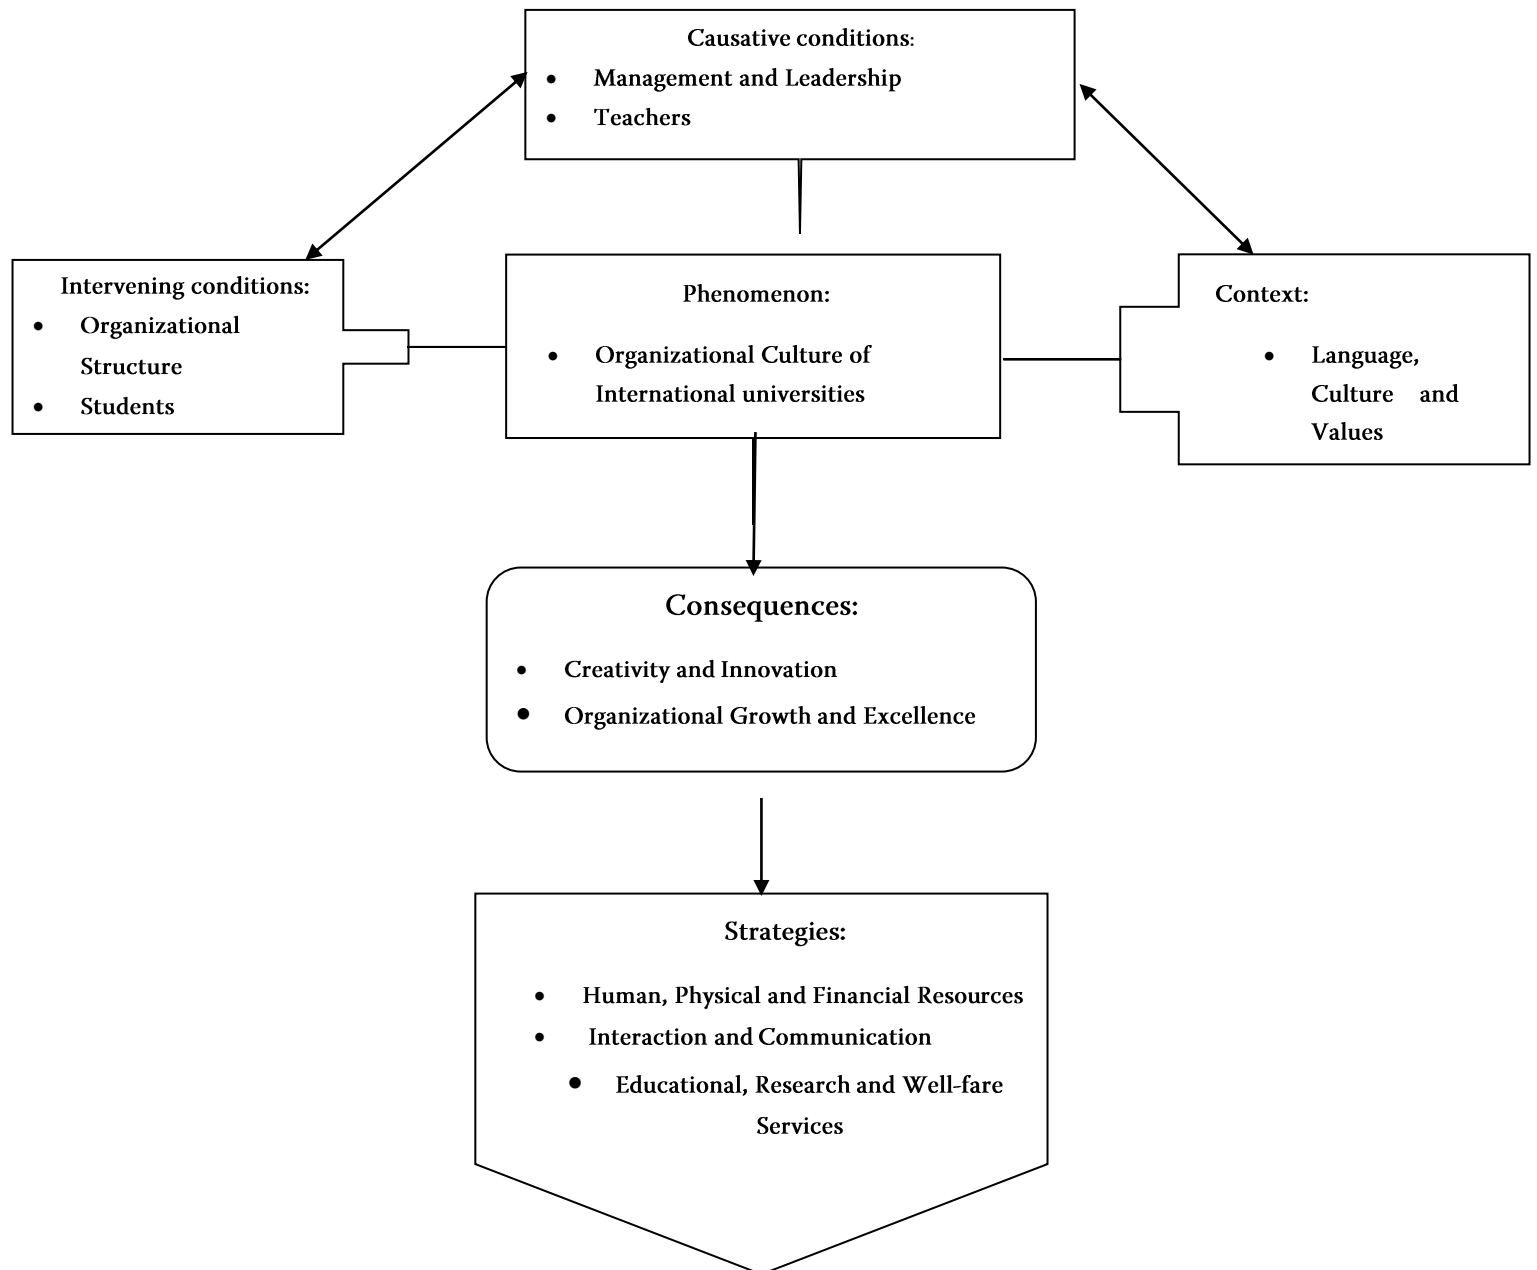 Causative conditions:
• Management and Leadership
• Teachers
Intervening conditions:
• Organizational
Structure
• Students
Phenomenon:
• Organizational Culture of
International universities
Context:
• Language,
Culture and
Values
Consequences:
• Creativity and Innovation
• Organizational Growth and Excellence
Strategies:
• Human, Physical and Financial Resources
• Interaction and Communication
• Educational, Research and Well-fare
Services